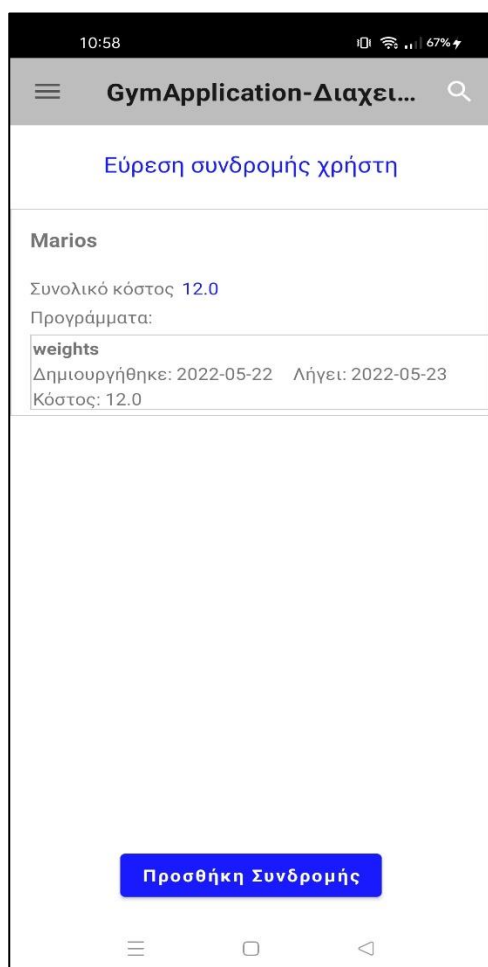 10:58 67%
GymApplication-Διαχει...
Εύρεση συνδρομής χρήστη
Marios
Συνολικό κόστος 12.0
Προγράμματα:
weights
Δημιουργήθηκε: 2022-05-22 Λήγει: 2022-05-23
Κόστος: 12.0
Προσθήκη Συνδρομής